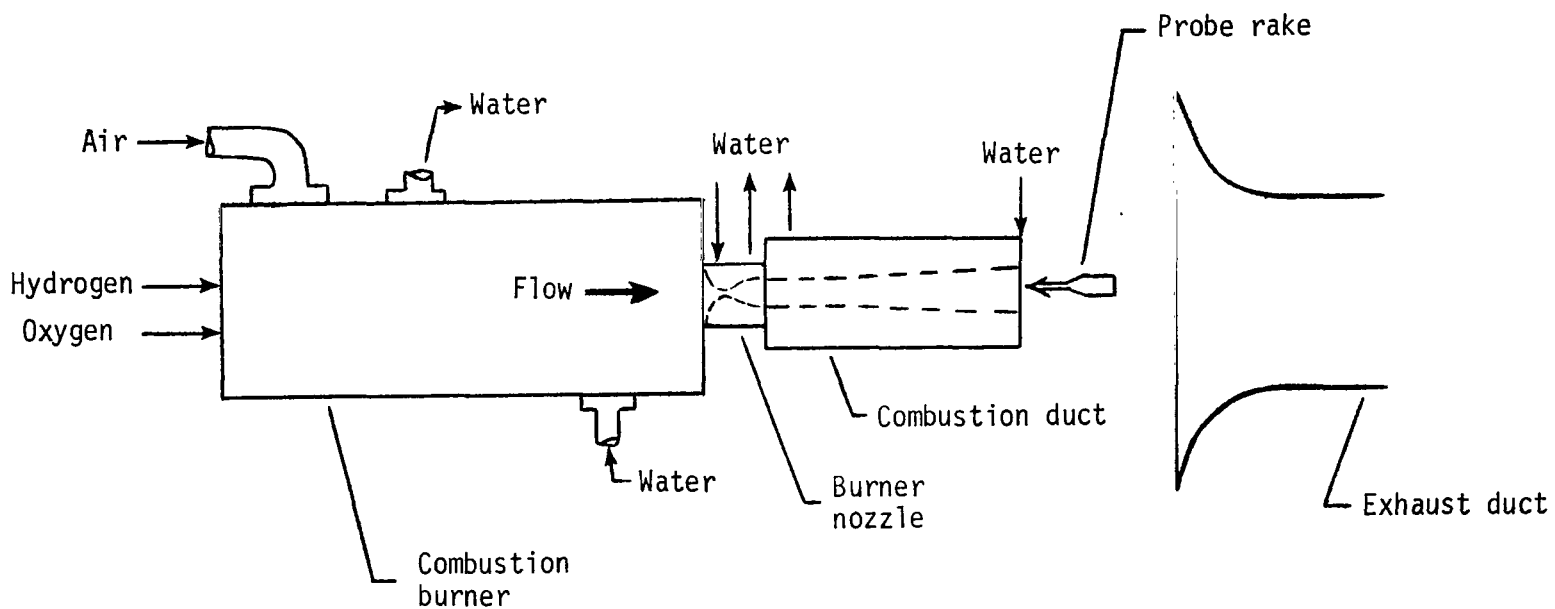 Probe rake
Water
Air
Water
Water
Hydrogen
Flow
Oxygen
Combustion duct
Water
Burner
nozzle
Exhaust duct
Combustion
burner